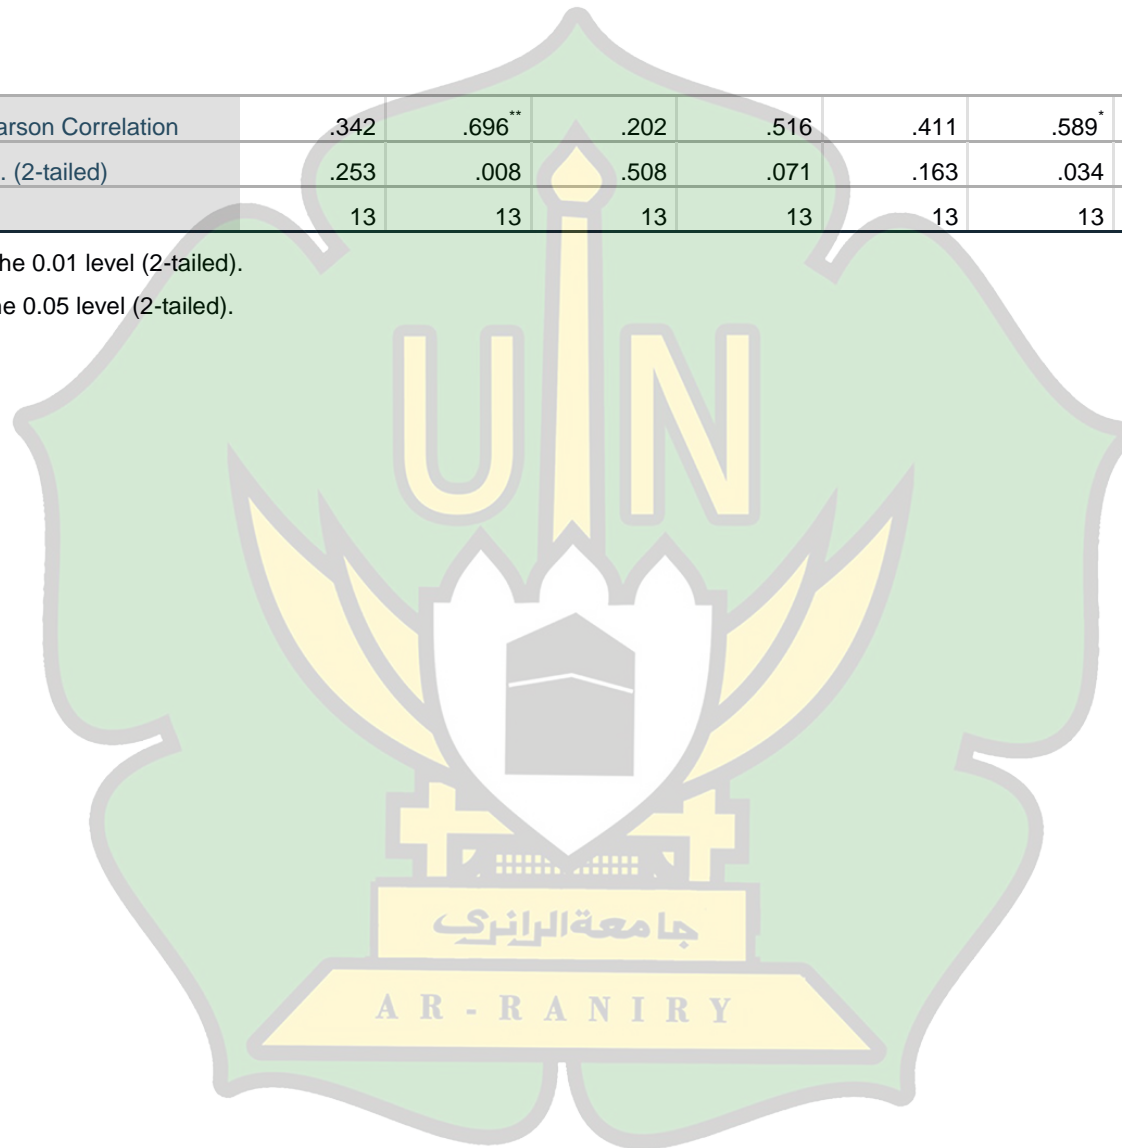 arson Correlation .342 .696** .202 .516 .411 .589*
. (2-tailed) .253 .008 .508 .071 .163 .034
13 13 13 13 13 13
he 0.01 level (2-tailed).
he 0.05 level (2-tailed).
UIN
جامعةالرانري
AR-RANIRY